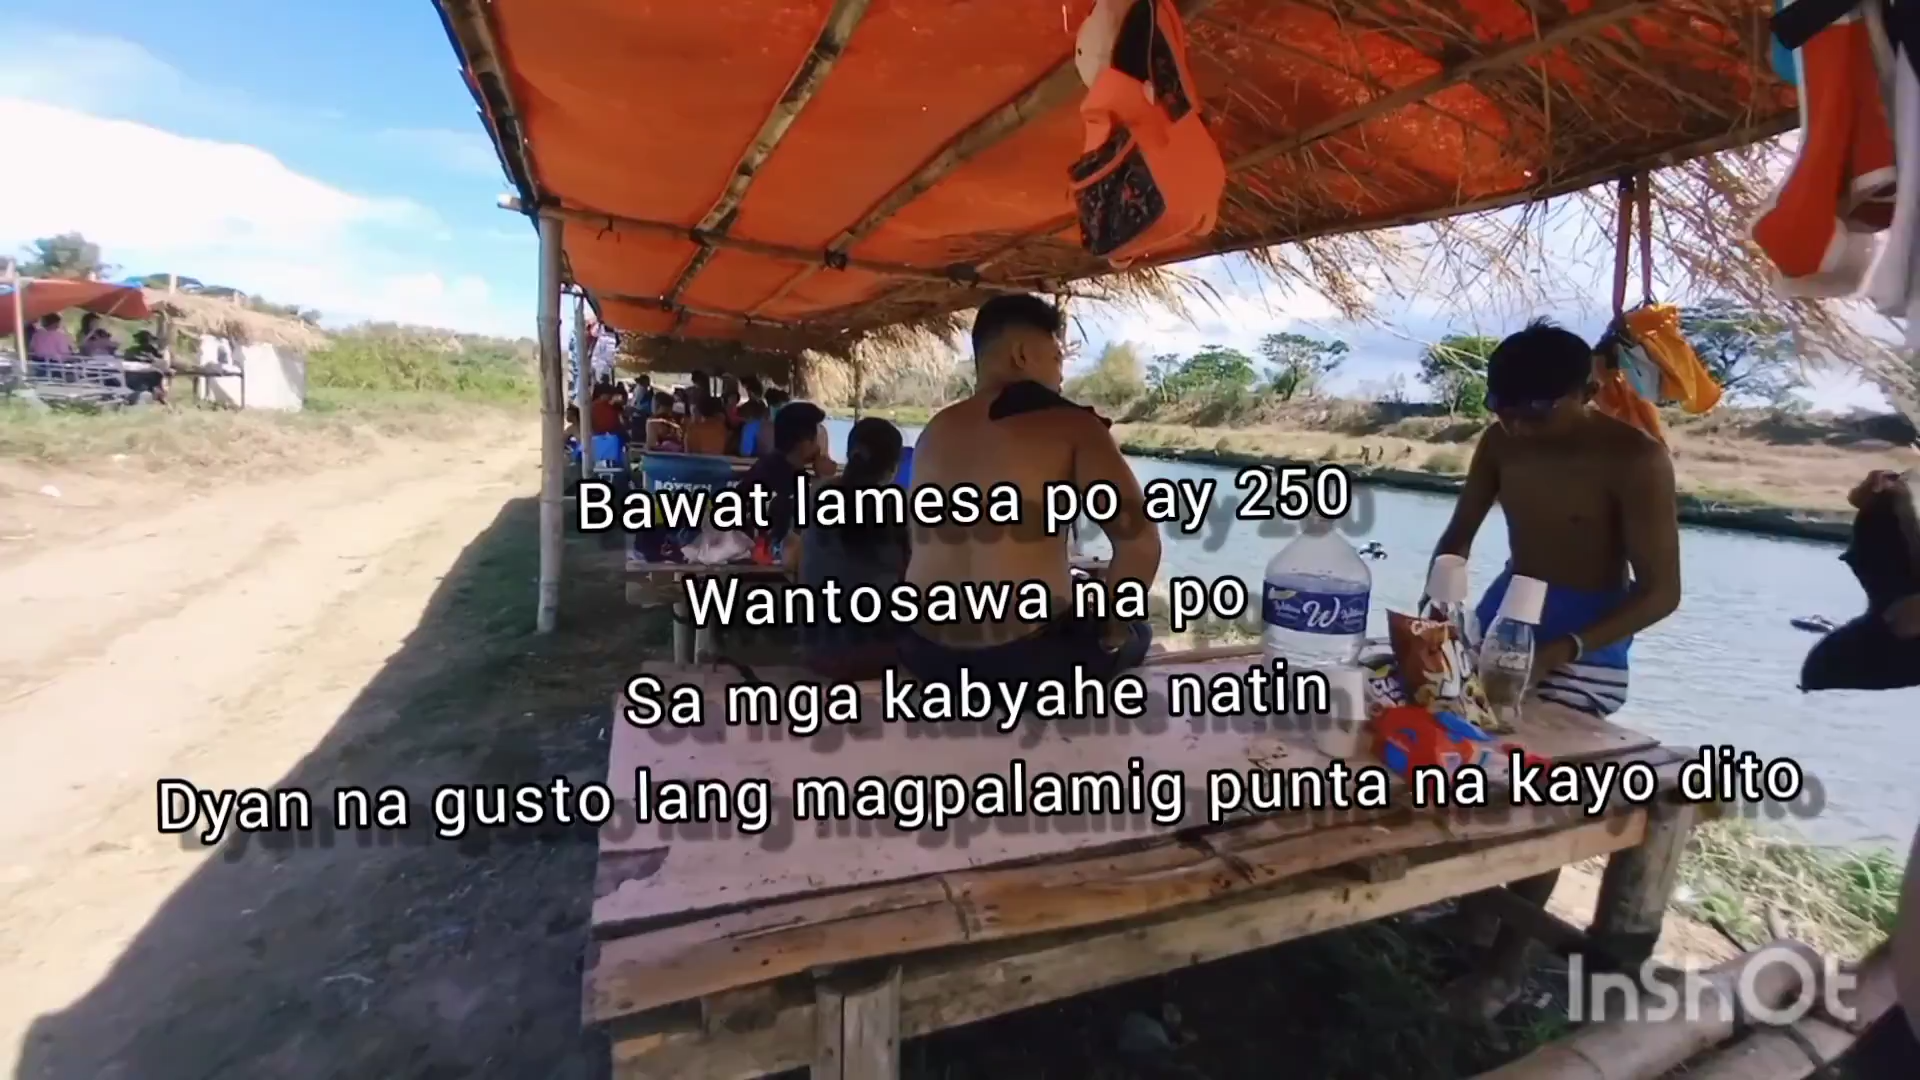 Bawat lamesa po ay 250
Wantosawa na po
Sa mga kabyahe natin
Dyan na gusto lang magpalamig punta na kayo dito
W
InShOt